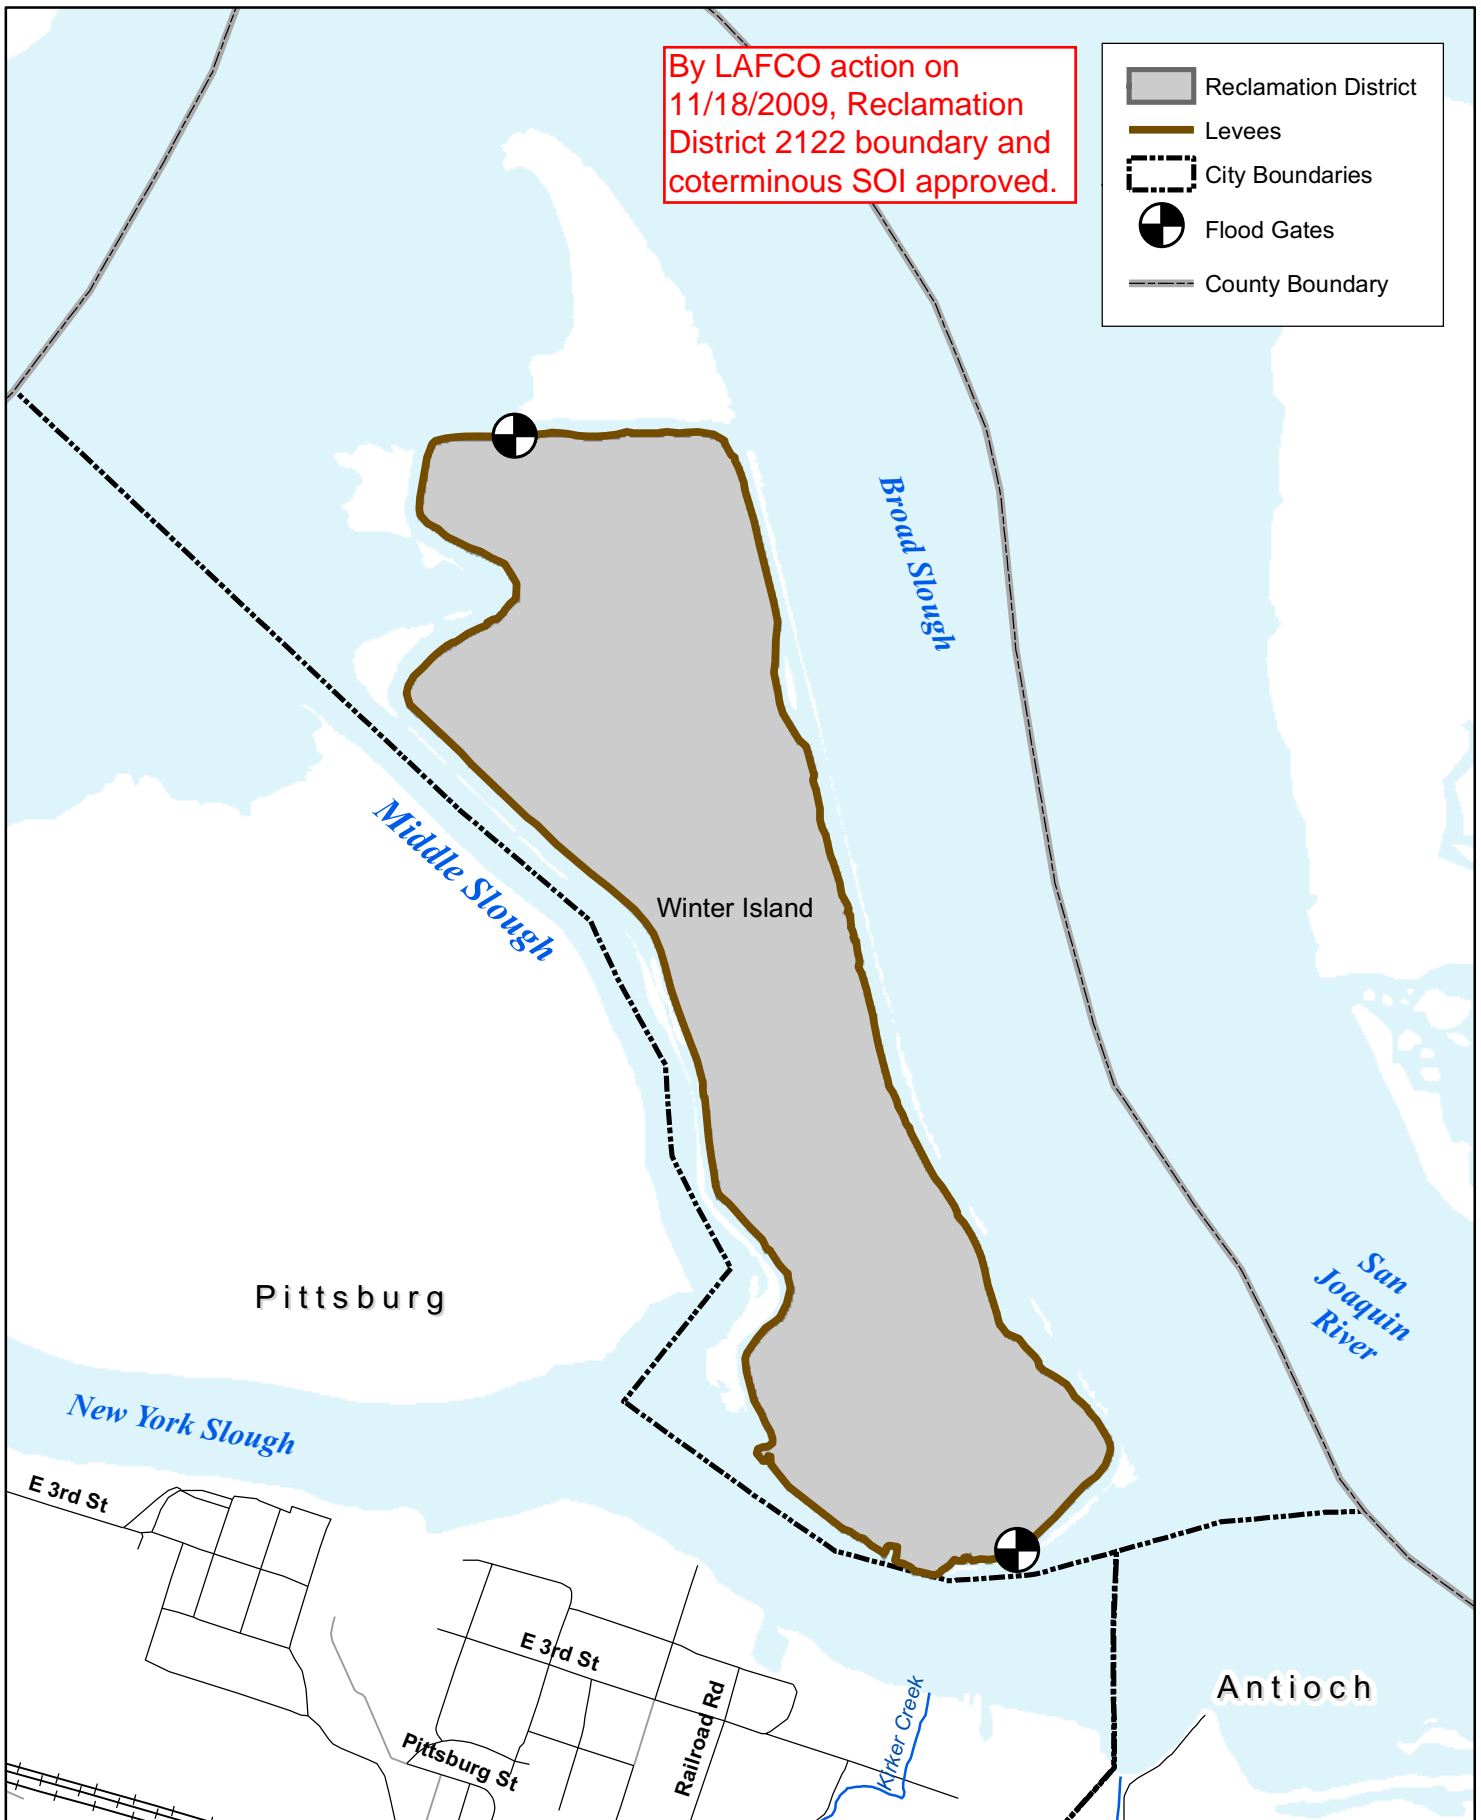 By LAFCO action on
11/18/2009, Reclamation
District 2122 boundary and
coterminous SOI approved.
Reclamation District
Levees
City Boundaries
Flood Gates
County Boundary
Broad Slough
Middle Slough
Winter Island
San
Joaquin
River
Pittsburg
New York Slough
E 3rd St
E 3rd St
Railroad Rd
Pittsburg St
Kirker Creek
Antioch